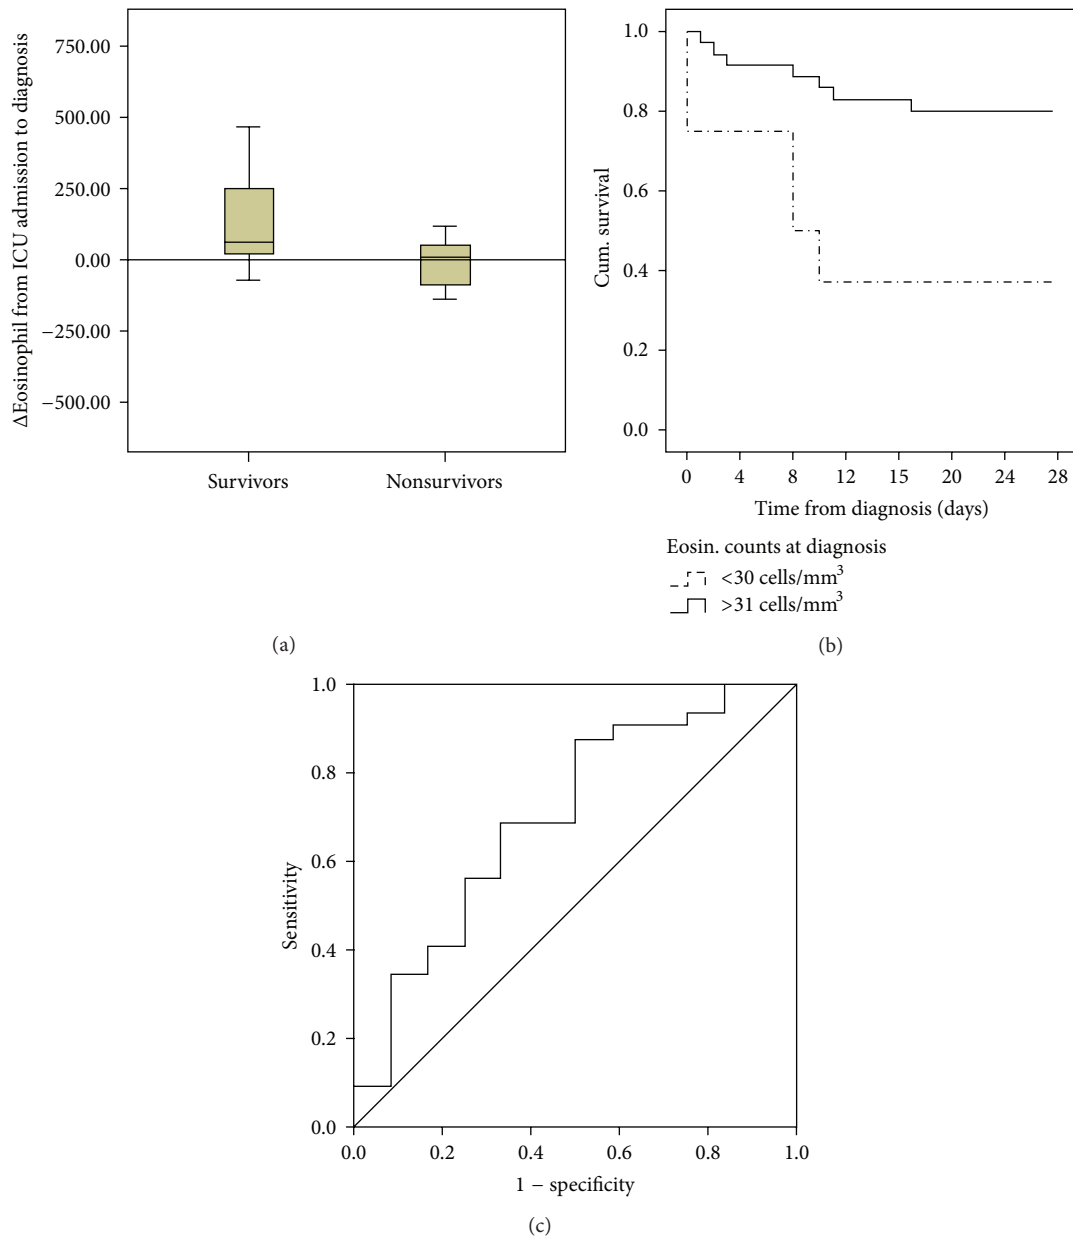 ΔEosinophil from ICU admission to diagnosis
750.00
500.00
250.00
0.00
−250.00
−500.00
Survivors
Nonsurvivors
(a)
Cum. survival
1.0
0.8
0.6
0.4
0.2
0.0
0 4 8 12 16 20 24 28
Time from diagnosis (days)
Eosin. counts at diagnosis
<30 cells/mm³
>31 cells/mm³
(b)
Sensitivity
1.0
0.8
0.6
0.4
0.2
0.0
0.0 0.2 0.4 0.6 0.8 1.0
1 − specificity
(c)